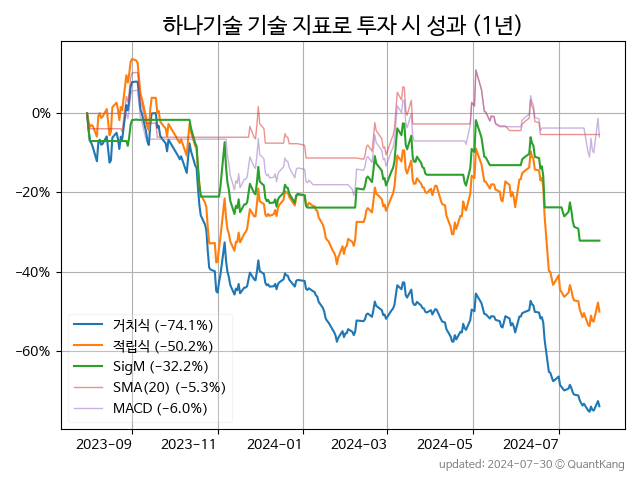 하나기술 기술 지표로 투자 시 성과 (1년)
0%
−20%
−40%
−60%
거치식 (−74.1%)
적립식 (−50.2%)
SigM (−32.2%)
SMA(20) (−5.3%)
MACD (−6.0%)
2023−09
2023−11
2024−01
2024−03
2024−05
2024−07
updated: 2024-07-30 © QuantKang